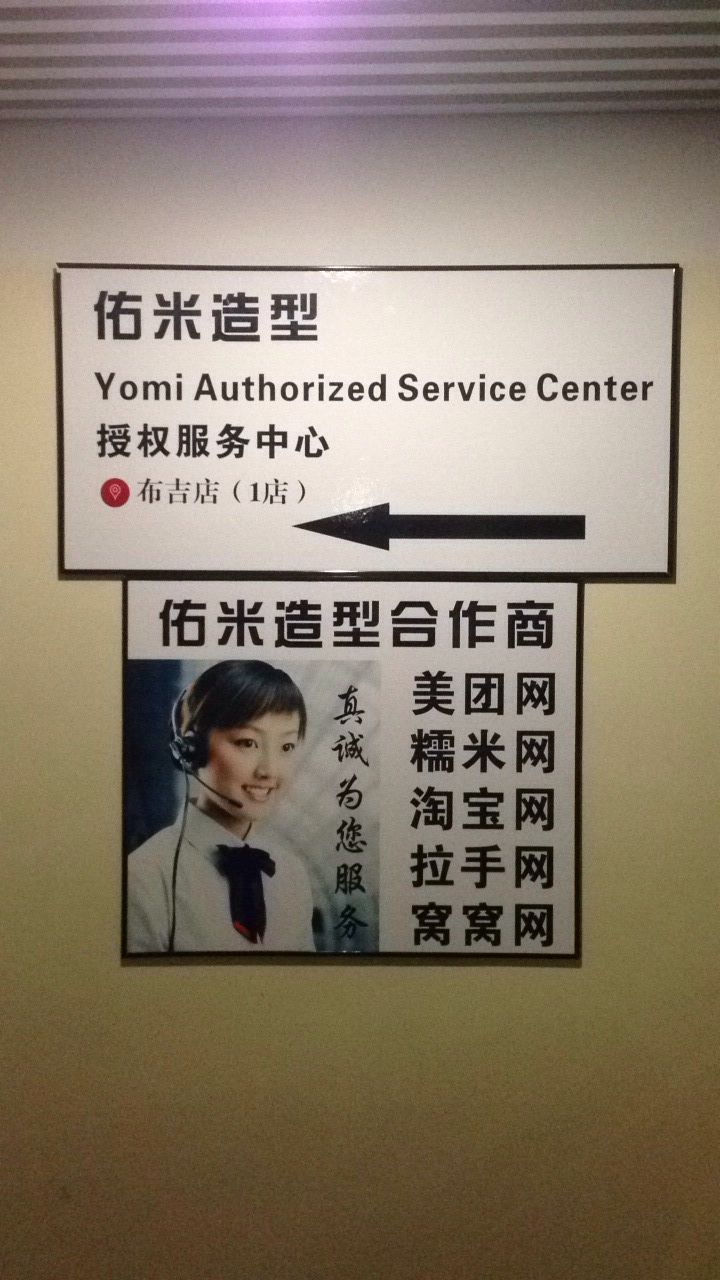 佑米造型
Yomi Authorized Service Center
授权服务中心
布吉店（1店）
佑米造型合作商
真诚为您服务
美团网
糯米网
淘宝网
拉手网
窝窝网